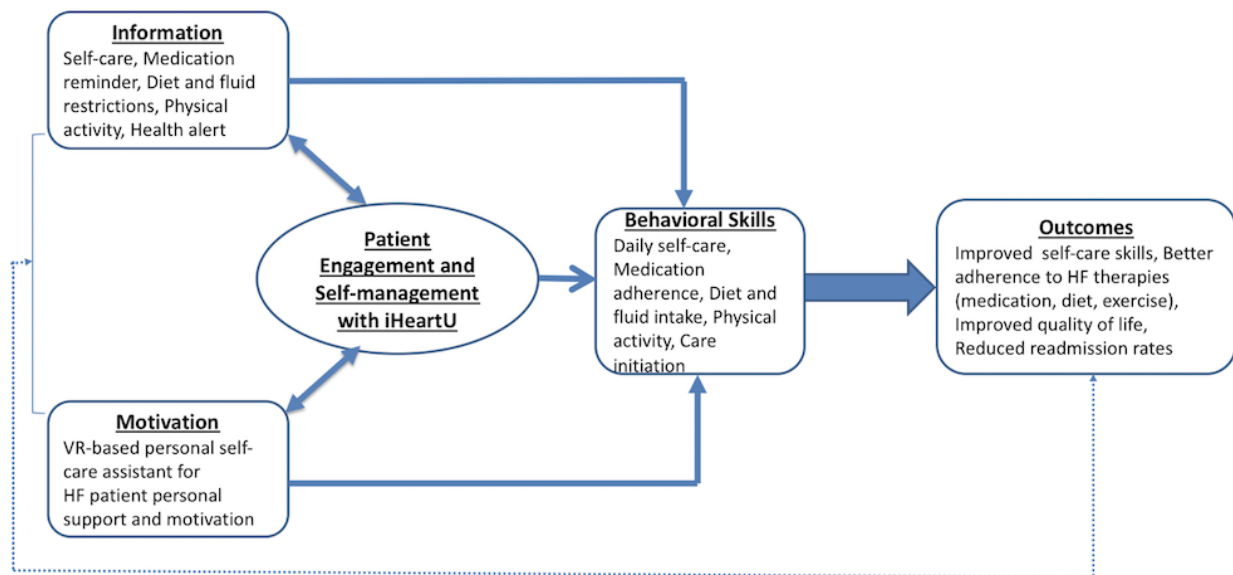 Information
Self-care, Medication
reminder, Diet and fluid
restrictions, Physical
activity, Health alert
Patient
Engagement and
Self-management
with iHeartU
Motivation
VR-based personal self-
care assistant for
HF patient personal
support and motivation
Behavioral Skills
Daily self-care,
Medication
adherence, Diet and
fluid intake, Physical
activity, Care
initiation
Outcomes
Improved self-care skills, Better
adherence to HF therapies
(medication, diet, exercise),
Improved quality of life,
Reduced readmission rates